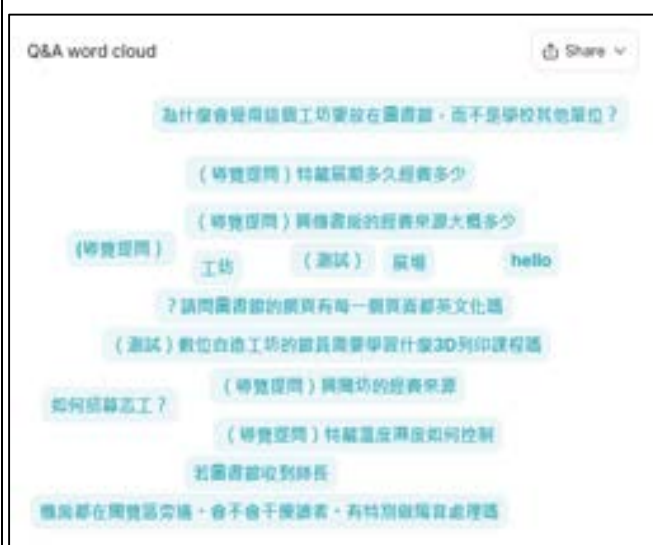 Q&A word cloud
Share
為什麼會覺得這個工坊要放在圖書館，而不是學校其他單位？
（導覽提問）特藏展期多久經費多少
（導覽提問）興傳書飯的經費來源大概多少
(導覽提問）
工坊
（測試）
展場
hello
？請問圖書館的網頁有每一個頁面都英文化嗎
（測試）數位自造工坊的館員需要學習什麼3D列印課程嗎
（導覽提問）興閱坊的經費來源
如何招募志工？
（導覽提問）特藏溫度濕度如何控制
若圖書館收到師長
都在閱覽區旁邊，會不會干擾讀者，有特別做隔音處理嗎